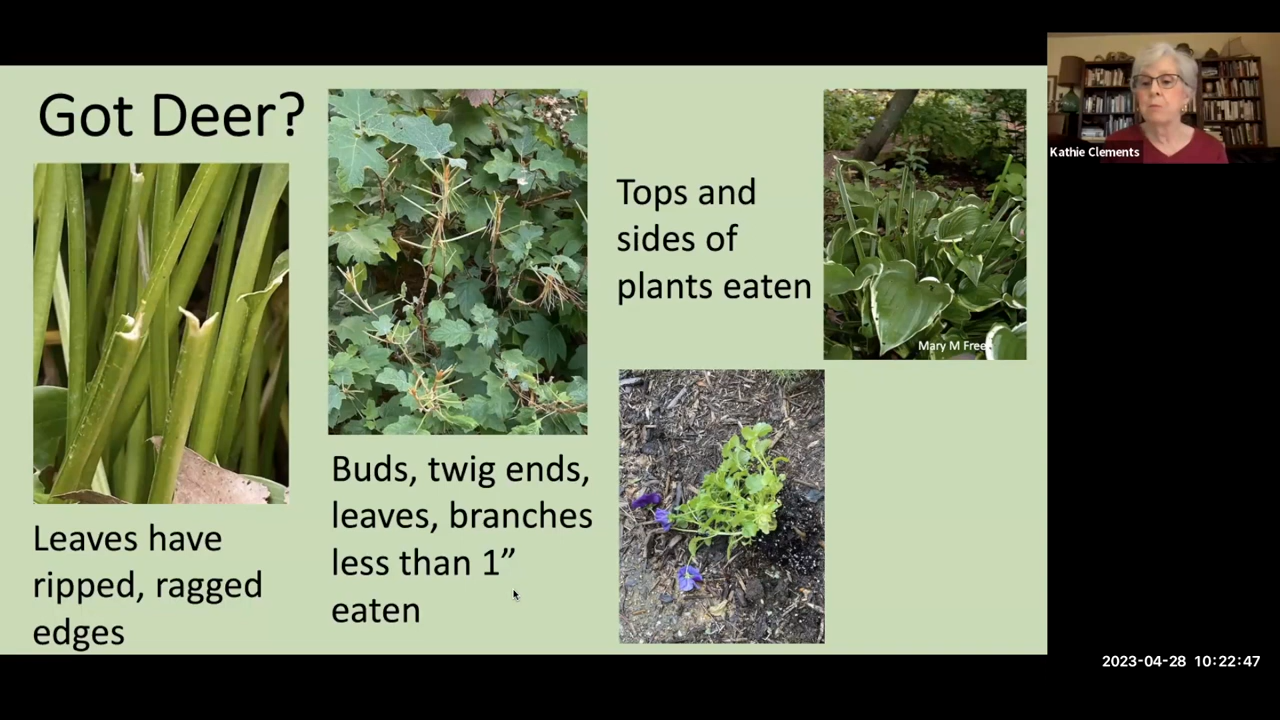 Got Deer?
Leaves have
ripped, ragged
edges
Buds, twig ends,
leaves, branches
less than 1”
eaten
Tops and
sides of
plants eaten
Mary M Free
Kathie Clements
2023-04-28 10:22:47